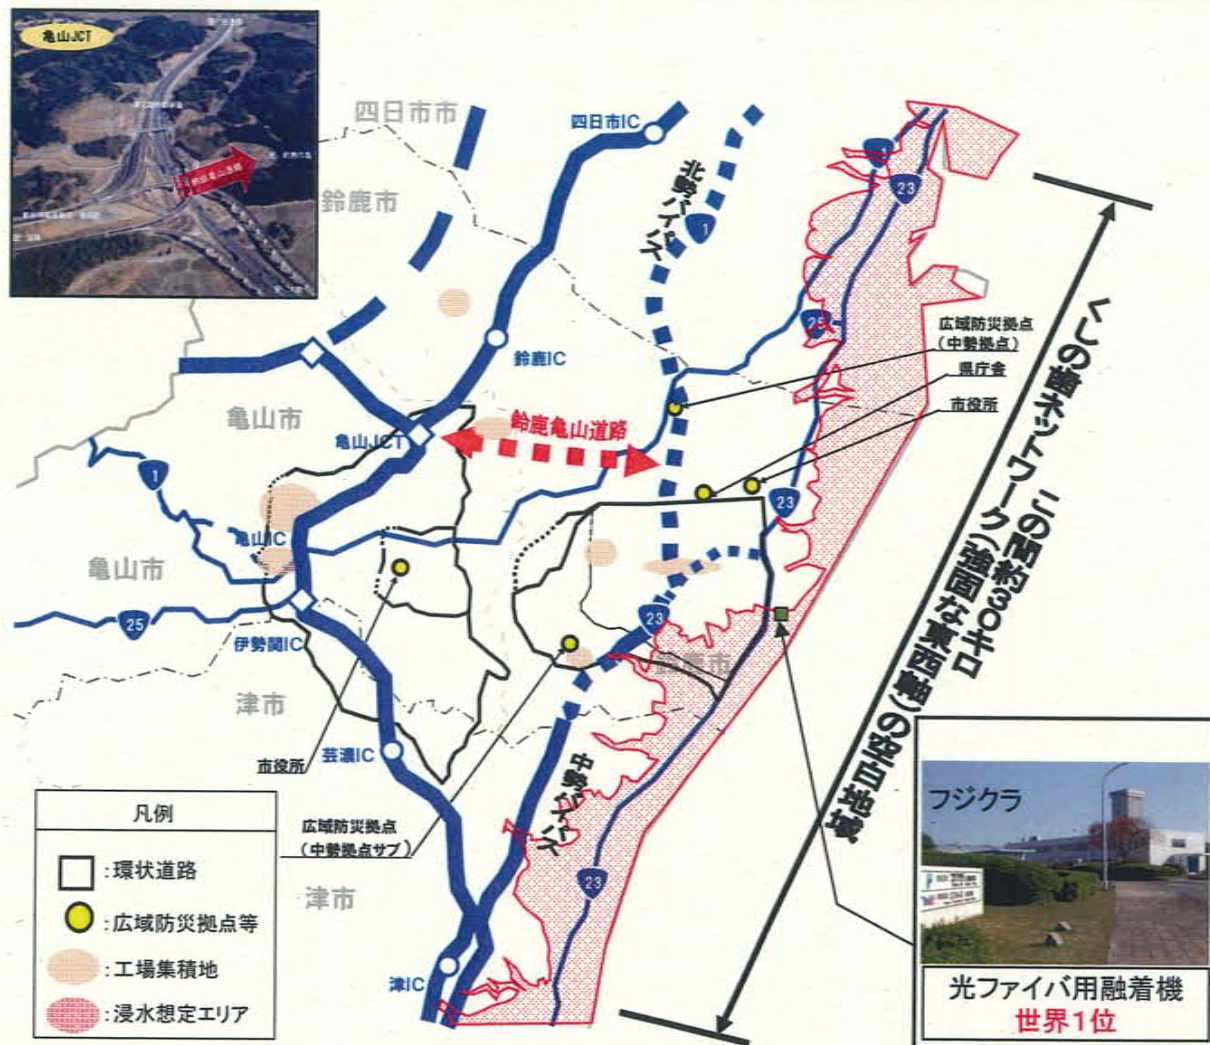 亀山JCT
鈴鹿亀山道路
四日市市
四日市IC
鈴鹿市
北勢バイパス
1
1
23
25
広域防災拠点
（中勢拠点）
県庁舎
市役所
鈴鹿IC
亀山市
亀山JCT
鈴鹿亀山道路
1
23
亀山IC
亀山市
25
伊勢関IC
23
津市
芸濃IC
市役所
中勢バイパス
広域防災拠点
（中勢拠点サブ）
津市
23
津IC
この間約30キロ
くしの歯ネットワーク（強固な東西軸）の空白地域
凡例
：環状道路
：広域防災拠点等
：工場集積地
：浸水想定エリア
フジクラ
光ファイバ用融着機
世界1位